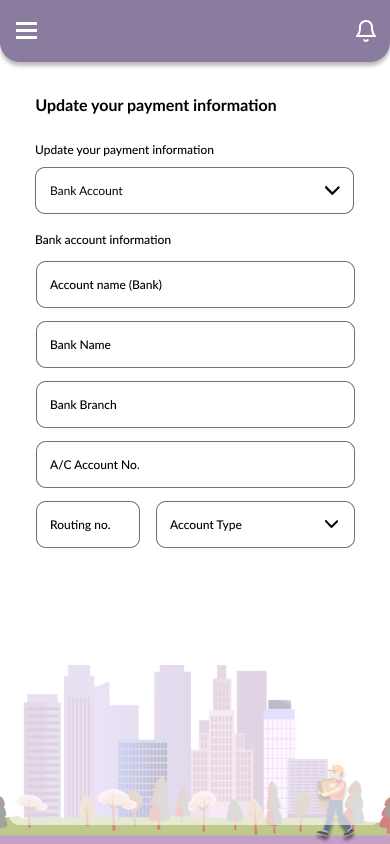 Update your payment information
Update your payment information
Bank Account
Bank account information
Account name (Bank)
Bank Name
Bank Branch
A/C Account No.
Routing no.
Account Type